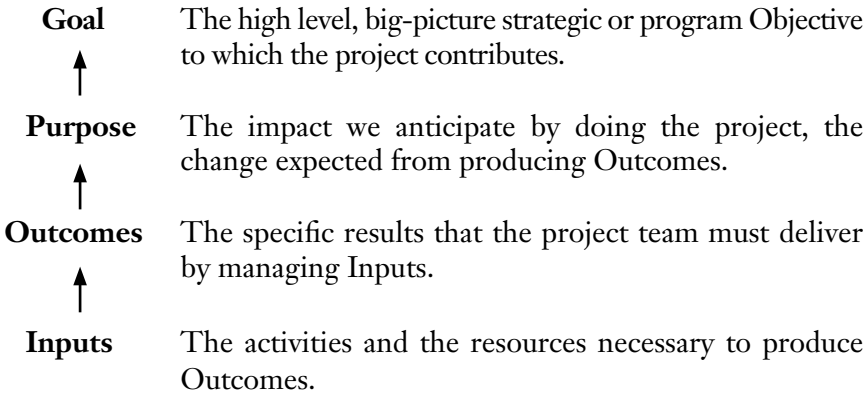 Goal The high level, big-picture strategic or program Objective
to which the project contributes.
Purpose The impact we anticipate by doing the project, the
change expected from producing Outcomes.
Outcomes The specific results that the project team must deliver
by managing Inputs.
Inputs The activities and the resources necessary to produce
Outcomes.